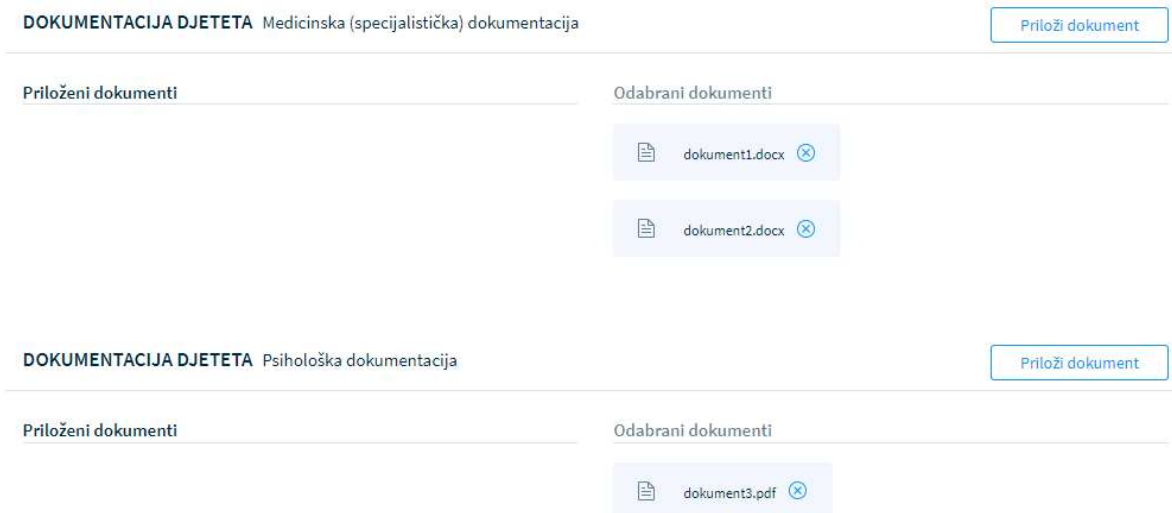 DOKUMENTACIJA DJETETA Medicinska (specijalistička) dokumentacija
Priloži dokument
Priloženi dokumenti
Odabrani dokumenti
dokument1.docx
dokument2.docx
DOKUMENTACIJA DJETETA Psihološka dokumentacija
Priloži dokument
Priloženi dokumenti
Odabrani dokumenti
dokument3.pdf